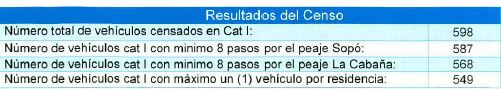 Resultados del Censo
Número total de vehículos censados en Cat I: 598
Número de vehículos cat I con minimo 8 pasos por el peaje Sopó: 587
Número de vehículos cat I con minimo 8 pasos por el peaje La Cabaña: 568
Número de vehículos cat I con máximo un (1) vehículo por residencia: 549